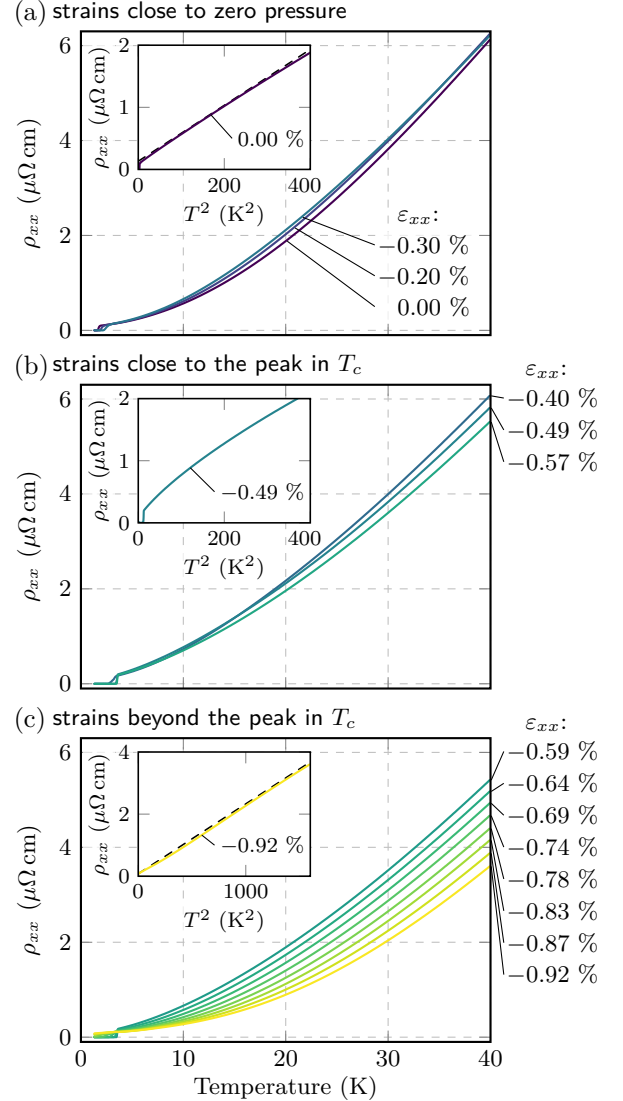 (a) strains close to zero pressure
6
4
2
0
ρxx (μΩ cm)
2
1
0
ρxx (μΩ cm)
0 200 400
T² (K²)
0.00 %
εxx:
−0.30 %
−0.20 %
0.00 %
(b) strains close to the peak in Tc
6
4
2
0
ρxx (μΩ cm)
2
1
0
ρxx (μΩ cm)
0 200 400
T² (K²)
−0.49 %
εxx:
−0.40 %
−0.49 %
−0.57 %
(c) strains beyond the peak in Tc
6
4
2
0
ρxx (μΩ cm)
4
2
0
ρxx (μΩ cm)
0 1000
T² (K²)
−0.92 %
εxx:
−0.59 %
−0.64 %
−0.69 %
−0.74 %
−0.78 %
−0.83 %
−0.87 %
−0.92 %
0 10 20 30 40
Temperature (K)